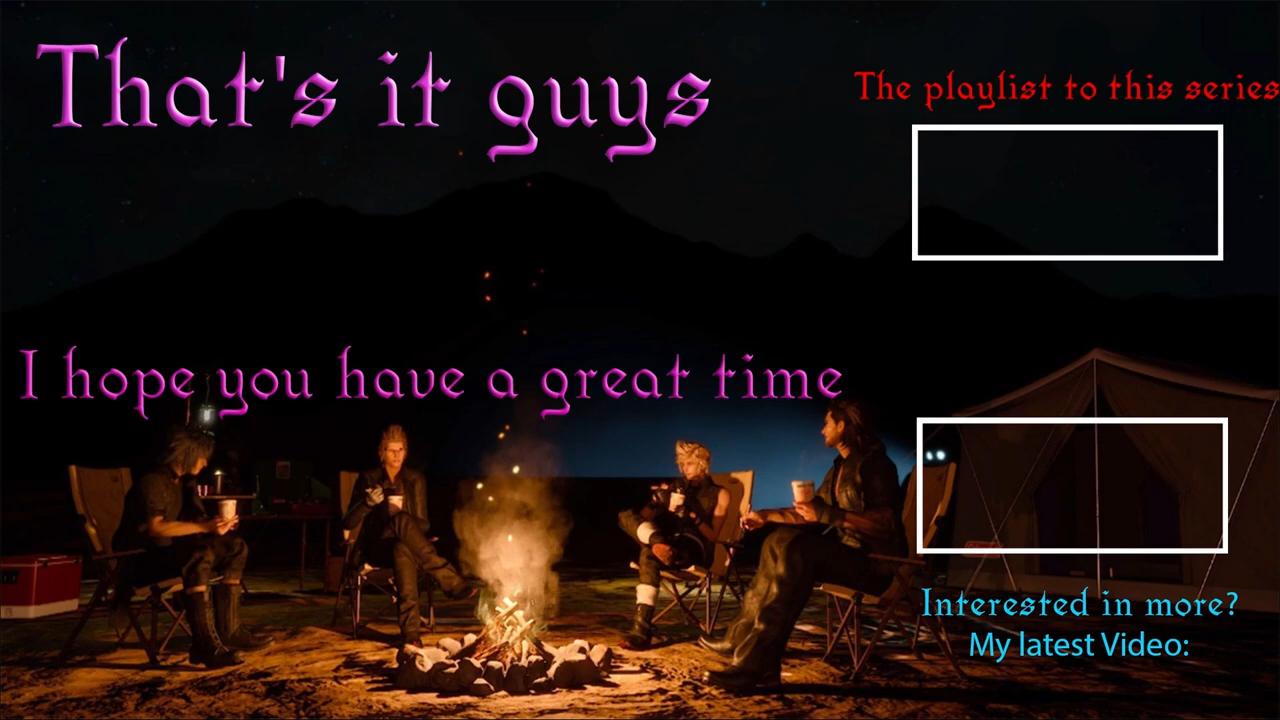 That's it guys
The playlist to this series
I hope you have a great time
Interested in more?
My latest Video: